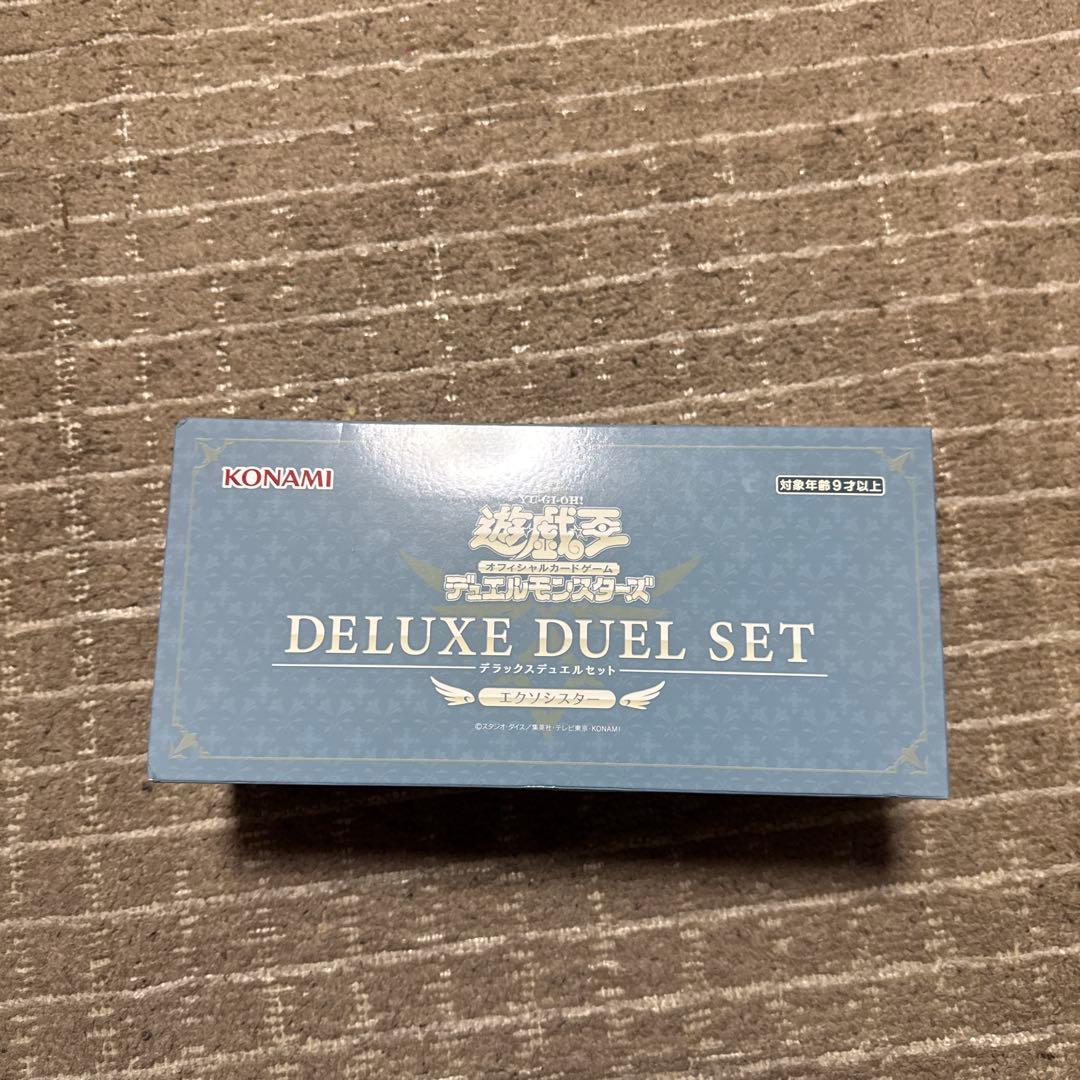 KONAMI
対象年齢9才以上
YU-GI-OH!
遊戯王
オフィシャルカードゲーム
デュエルモンスターズ
DELUXE DUEL SET
デラックスデュエルセット
エクソシスター
©スタジオ・ダイス／集英社・テレビ東京・KONAMI